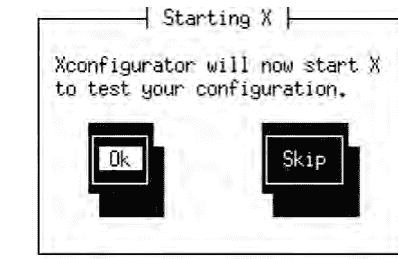 Starting X
Xconfigurator will now start X
to test your configuration.
Ok
Skip